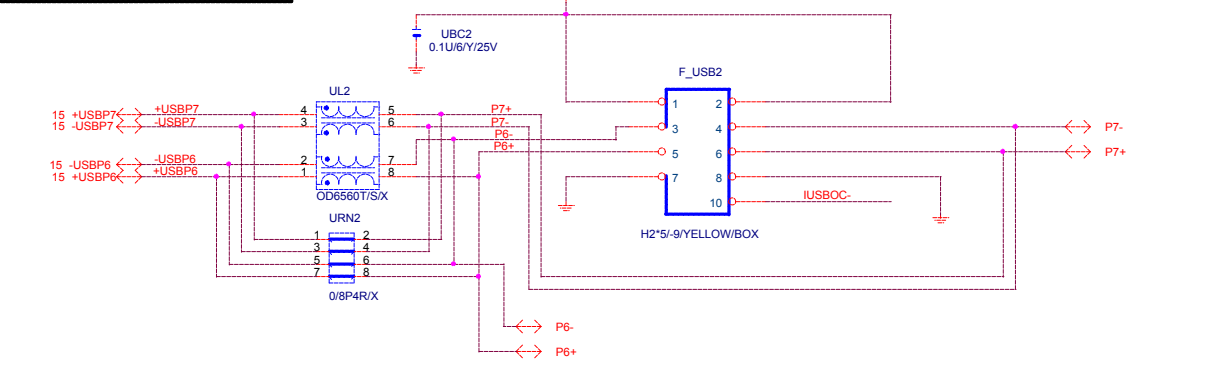 UBC2
0.1U/6/Y/25V
F_USB2
UL2
15 +USBP7 +USBP7 4 5 P7+ 1 2
15 -USBP7 -USBP7 3 6 P7- 3 4 P7-
P6-
15 -USBP6 -USBP6 2 7 P6+ 5 6 P7+
15 +USBP6 +USBP6 1 8 7 8
OD6560T/S/X
10 IUSBOC-
URN2
H2*5/-9/YELLOW/BOX
1 2
3 4
5 6
7 8
0/8P4R/X
P6-
P6+